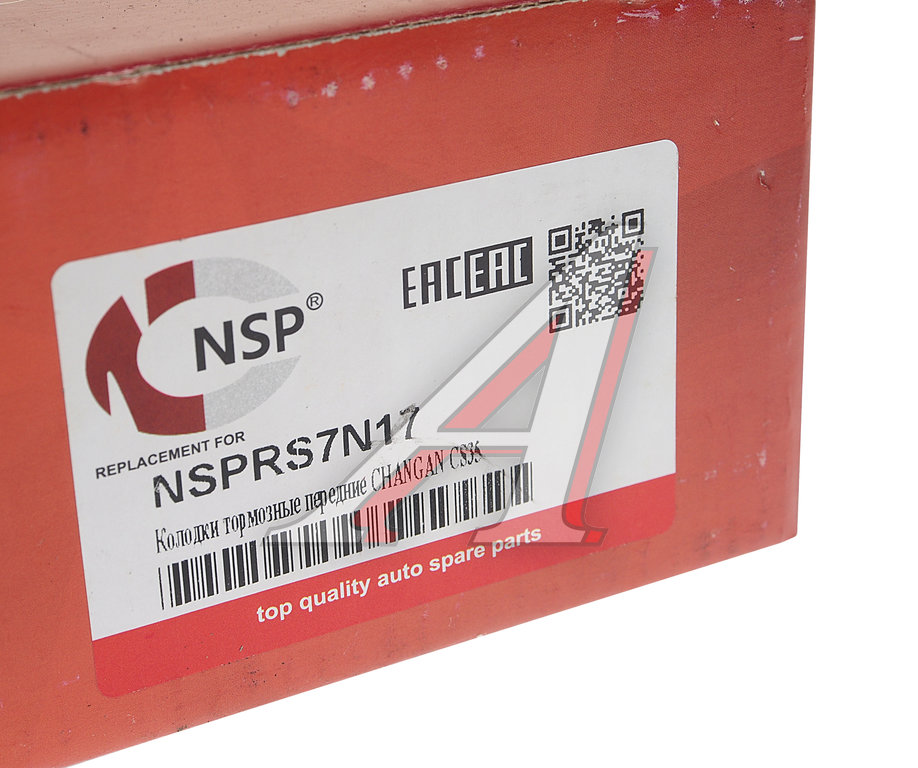 NSP®
EAC EAC
REPLACEMENT FOR
NSPRS7N17
Колодки тормозные передние CHANGAN CS35
top quality auto spare parts